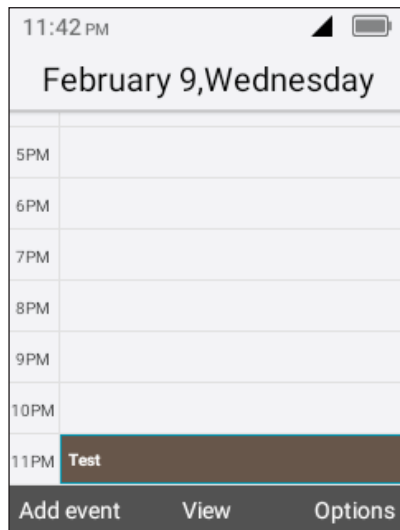 11:42 PM
February 9,Wednesday
5PM
6PM
7PM
8PM
9PM
10PM
11PM Test
Add event View Options